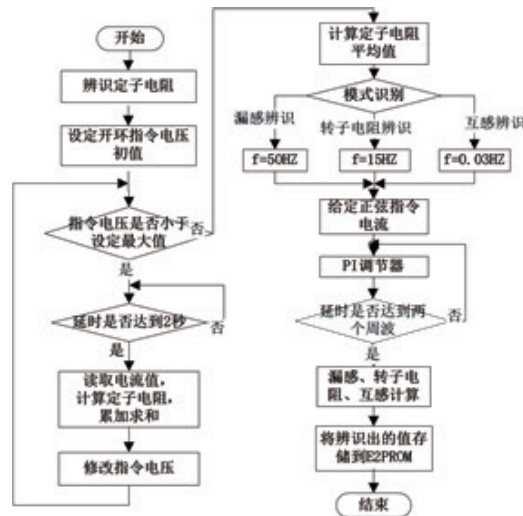 开始
辨识定子电阻
设定开环指令电压
初值
指令电压是否小于
设定最大值
否
是
延时是否达到2秒
否
是
读取电流值，
计算定子电阻，
累加求和
修改指令电压
计算定子电阻
平均值
模式识别
漏感辨识
转子电阻辨识
互感辨识
f=50HZ
f=15HZ
f=0.03HZ
给定正弦指令
电流
PI调节器
延时是否达到两
个周波
否
是
漏感、转子电
阻、互感计算
将辨识出的值存
储到E2PROM
结束